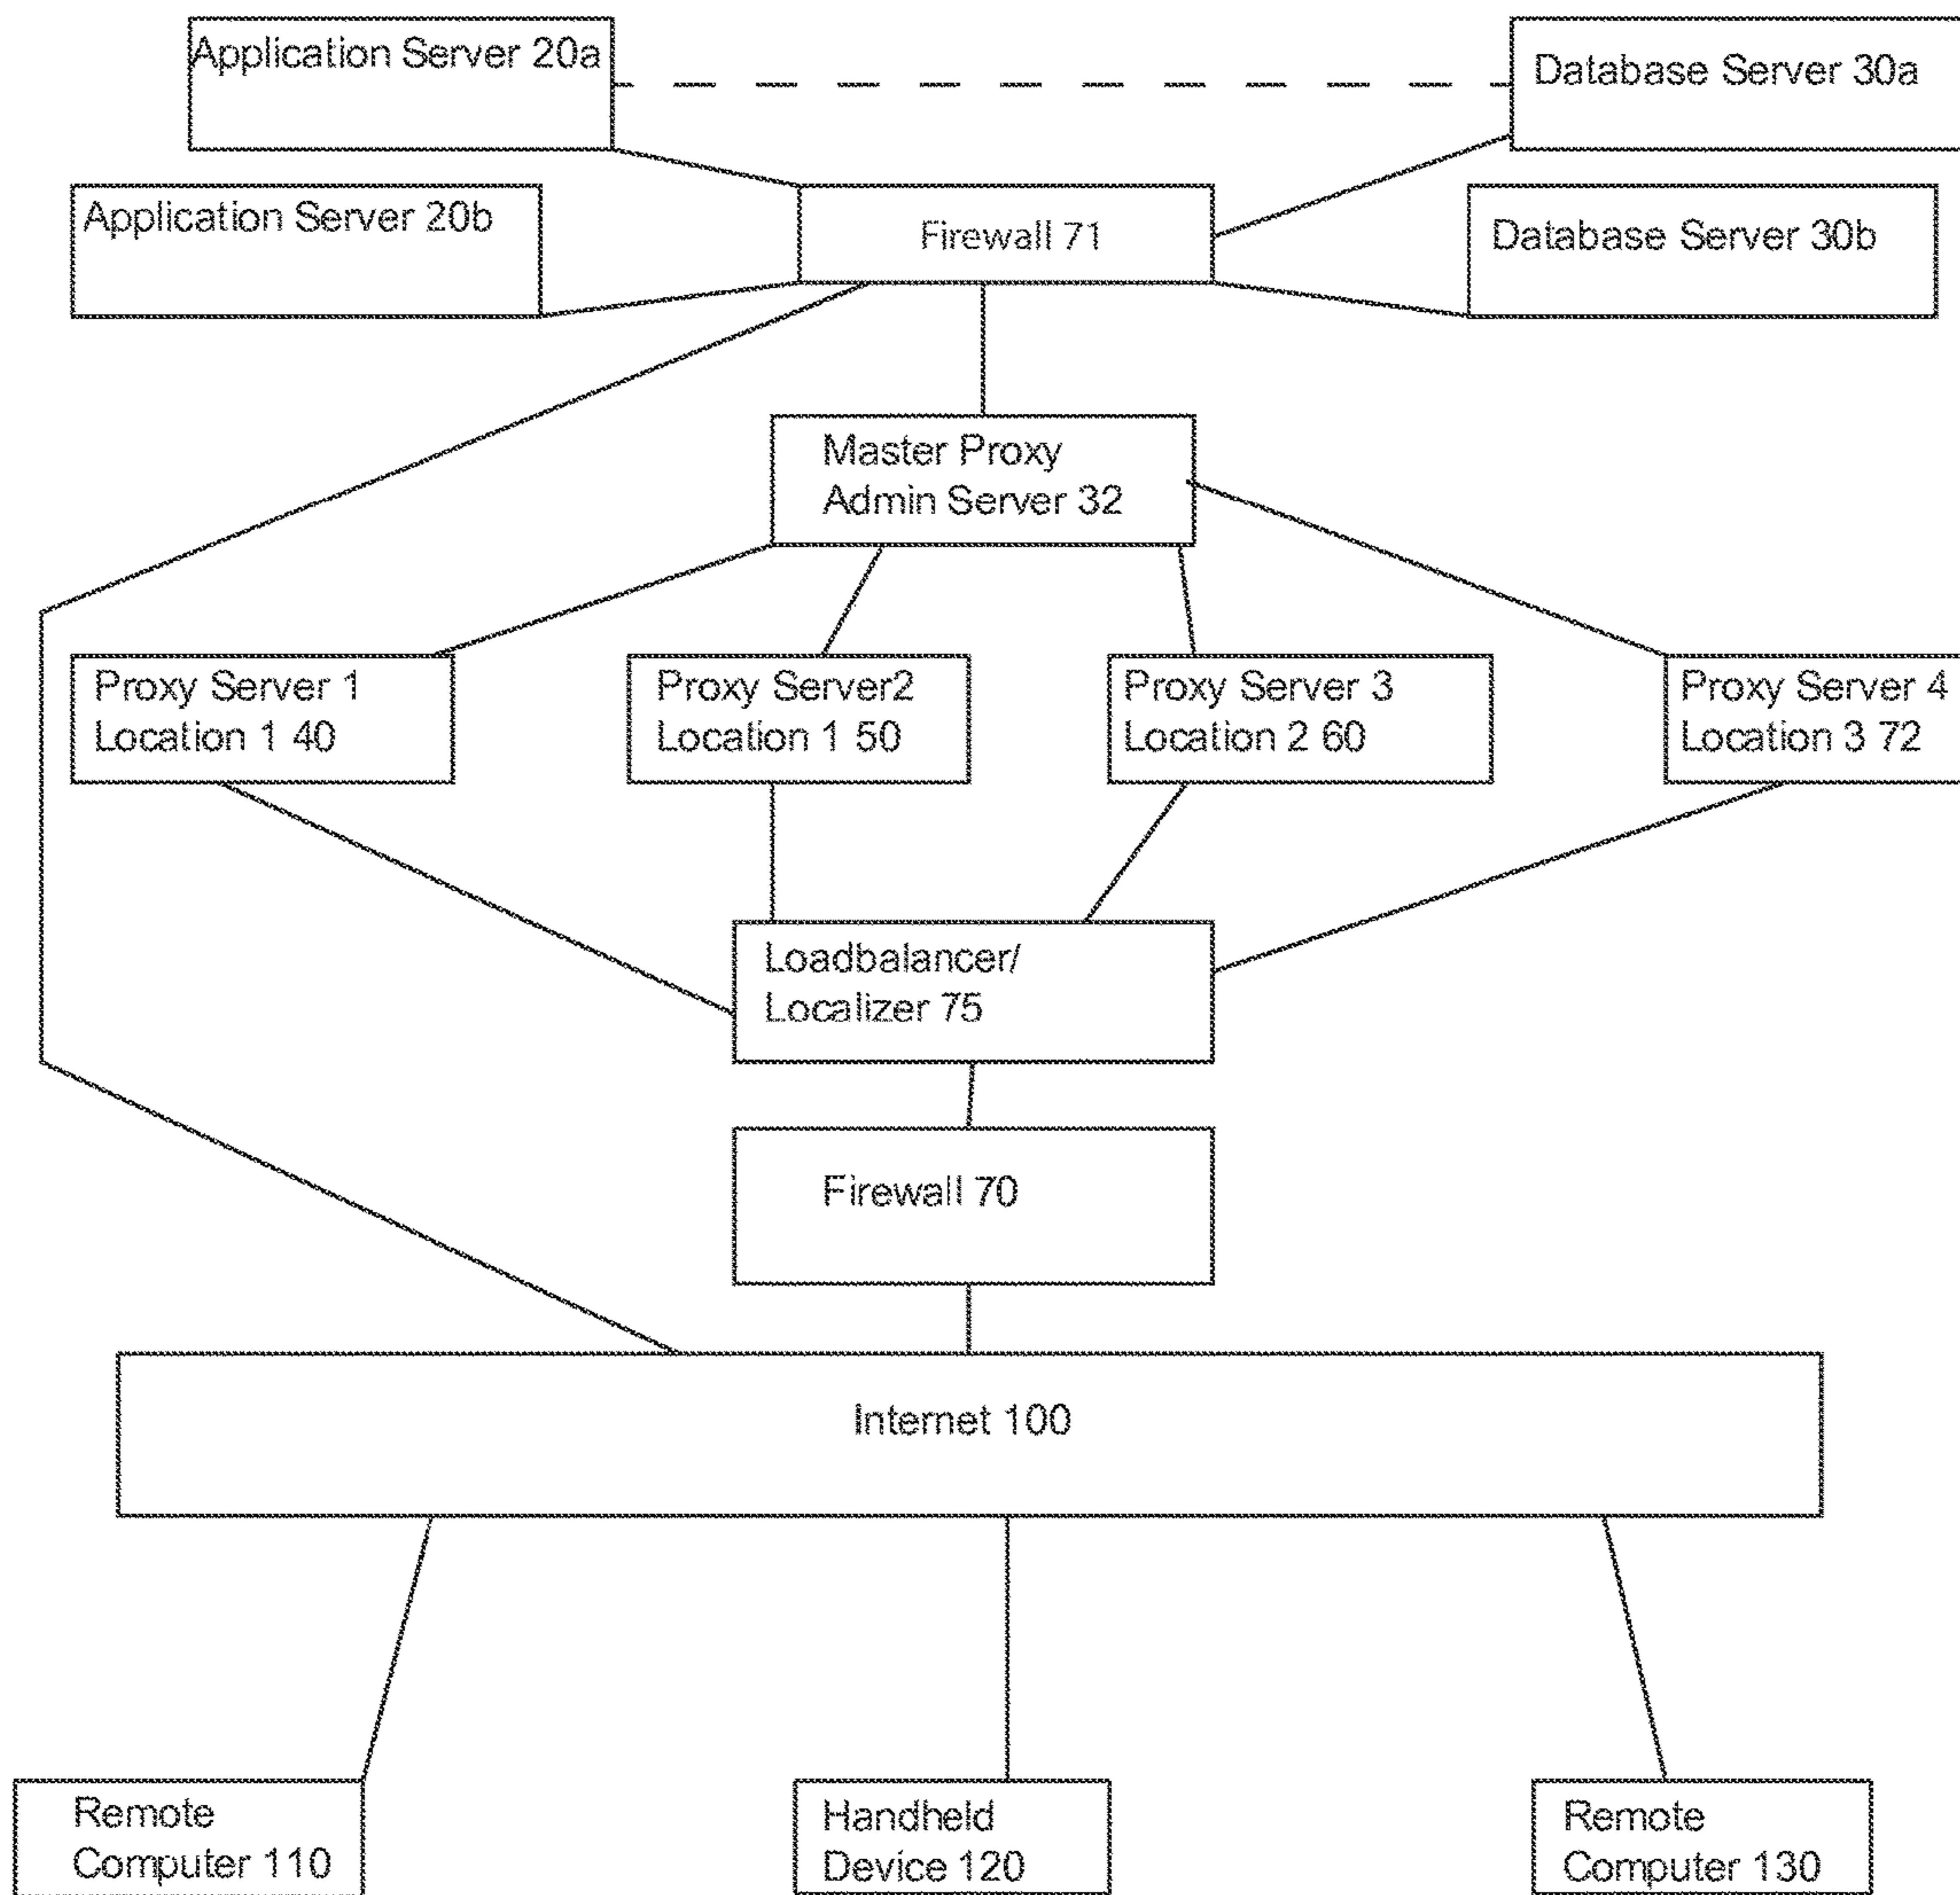 Application Server 20a
Database Server 30a
Application Server 20b
Firewall 71
Database Server 30b
Master Proxy
Admin Server 32
Proxy Server 1
Location 1 40
Proxy Server2
Location 1 50
Proxy Server 3
Location 2 60
Proxy Server 4
Location 3 72
Loadbalancer/
Localizer 75
Firewall 70
Internet 100
Remote
Computer 110
Handheld
Device 120
Remote
Computer 130